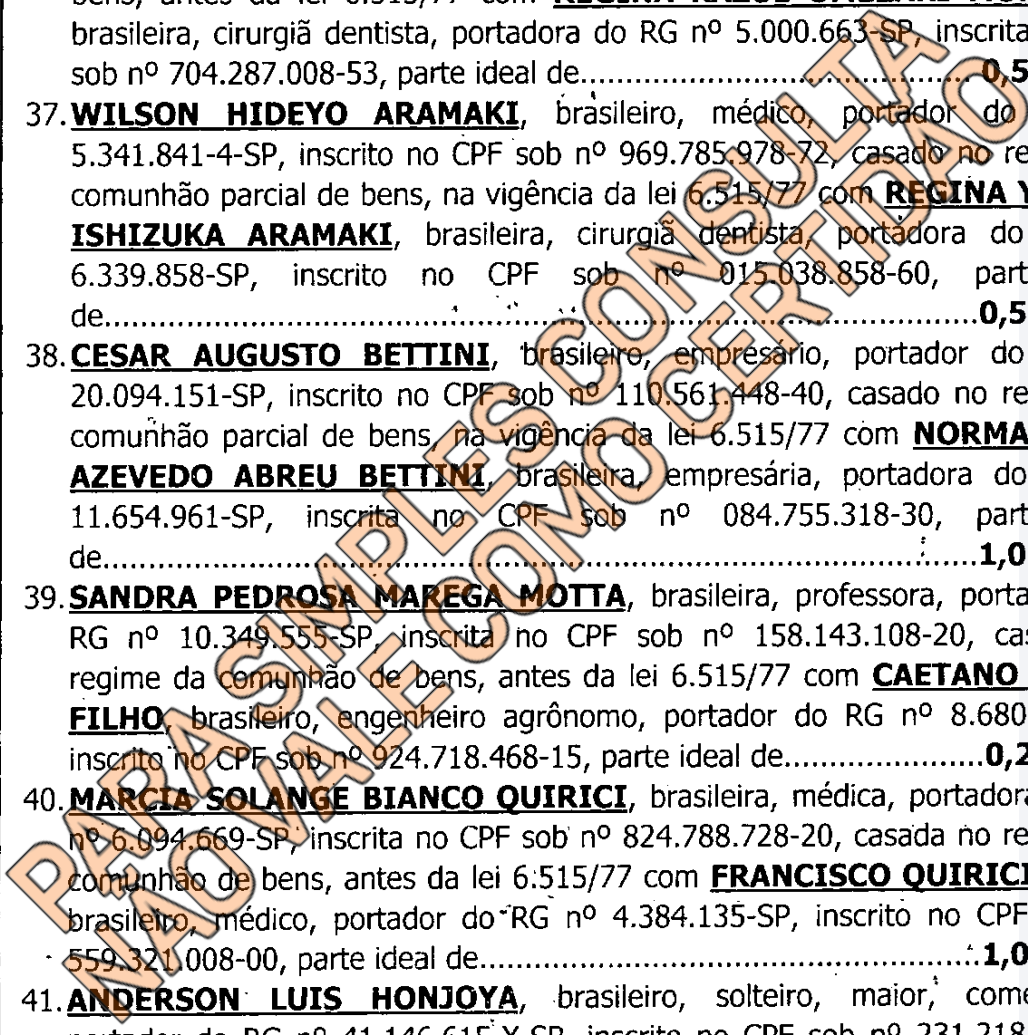 brasileira, cirurgiã dentista, portadora do RG nº 5.000.663-SP, inscrita
sob nº 704.287.008-53, parte ideal de.......................................... 0,5
37. WILSON HIDEYO ARAMAKI, brasileiro, médico, portador do
5.341.841-4-SP, inscrito no CPF sob nº 969.785.978-72, casado no re
comunhão parcial de bens, na vigência da lei 6.515/77 com REGINA Y
ISHIZUKA ARAMAKI, brasileira, cirurgiã dentista, portadora do
6.339.858-SP, inscrito no CPF sob nº 015.038.858-60, part
de..........................................................................................0,5
38. CESAR AUGUSTO BETTINI, brasileiro, empresário, portador do
20.094.151-SP, inscrito no CPF sob nº 110.561.448-40, casado no re
comunhão parcial de bens, na vigência da lei 6.515/77 com NORMA
AZEVEDO ABREU BETTINI, brasileira, empresária, portadora do
11.654.961-SP, inscrita no CPF sob nº 084.755.318-30, part
de..........................................................................................1,0
39. SANDRA PEDROSA MAREGA MOTTA, brasileira, professora, porta
RG nº 10.349.555-SP, inscrita no CPF sob nº 158.143.108-20, cas
regime da comunhão de bens, antes da lei 6.515/77 com CAETANO
FILHO, brasileiro, engenheiro agrônomo, portador do RG nº 8.680
inscrito no CPF sob nº 924.718.468-15, parte ideal de.....................0,2
40. MARCIA SOLANGE BIANCO QUIRICI, brasileira, médica, portadora
nº 6.094.669-SP, inscrita no CPF sob nº 824.788.728-20, casada no re
comunhão de bens, antes da lei 6.515/77 com FRANCISCO QUIRICI
brasileiro, médico, portador do RG nº 4.384.135-SP, inscrito no CPF
559.321.008-00, parte ideal de.....................................................1,0
41. ANDERSON LUIS HONJOYA, brasileiro, solteiro, maior, come
PARA SIMPLES CONSULTA
NÃO VALE COMO CERTIDÃO